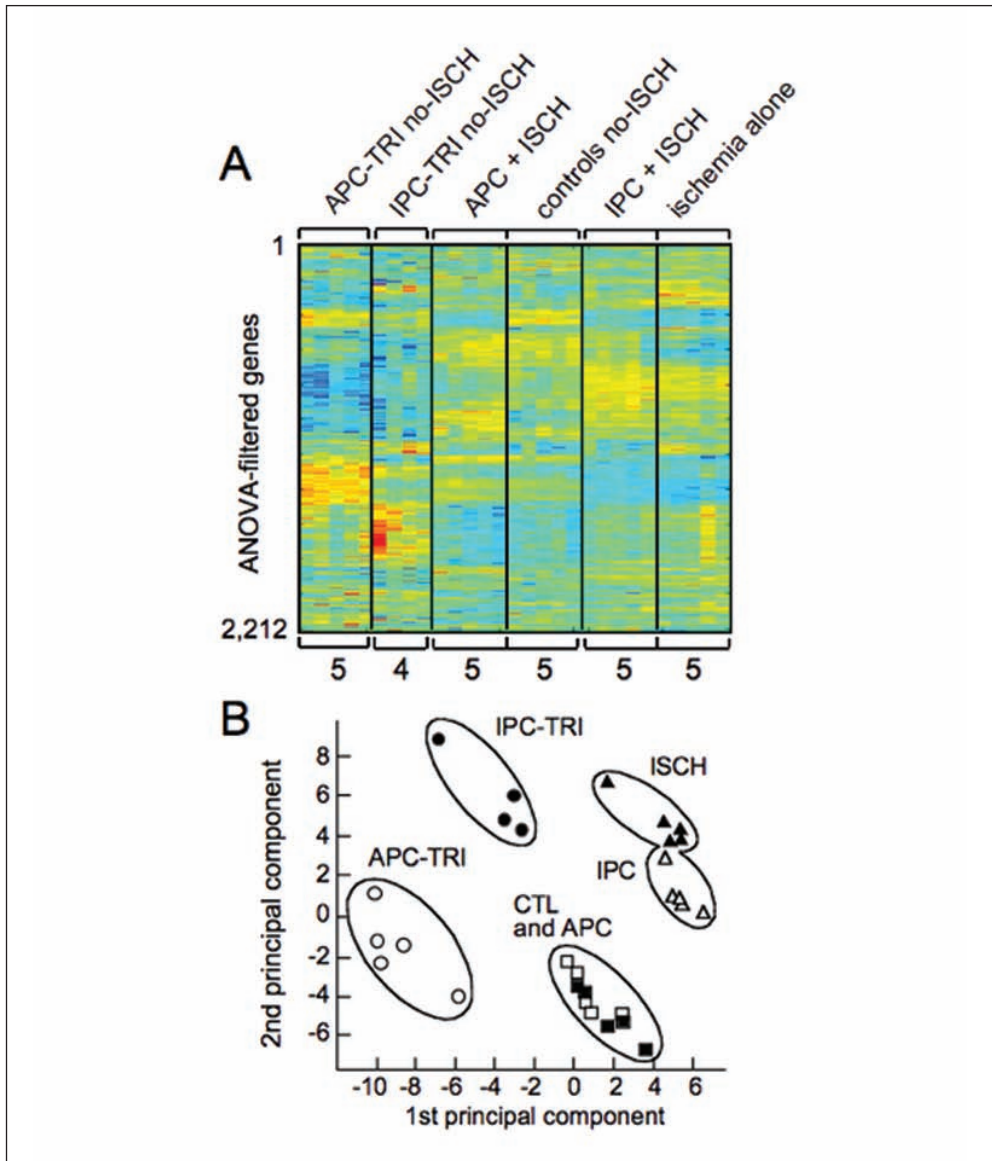 A
APC-TRI no-ISCH
IPC-TRI no-ISCH
APC + ISCH
controls no-ISCH
IPC + ISCH
ischemia alone
1
ANOVA-filtered genes
2,212
5 4 5 5 5 5
B
2nd principal component
8
6
4
2
0
-2
-4
-6
IPC-TRI
ISCH
APC-TRI
IPC
CTL
and APC
-10 -8 -6 -4 -2 0 2 4 6
1st principal component